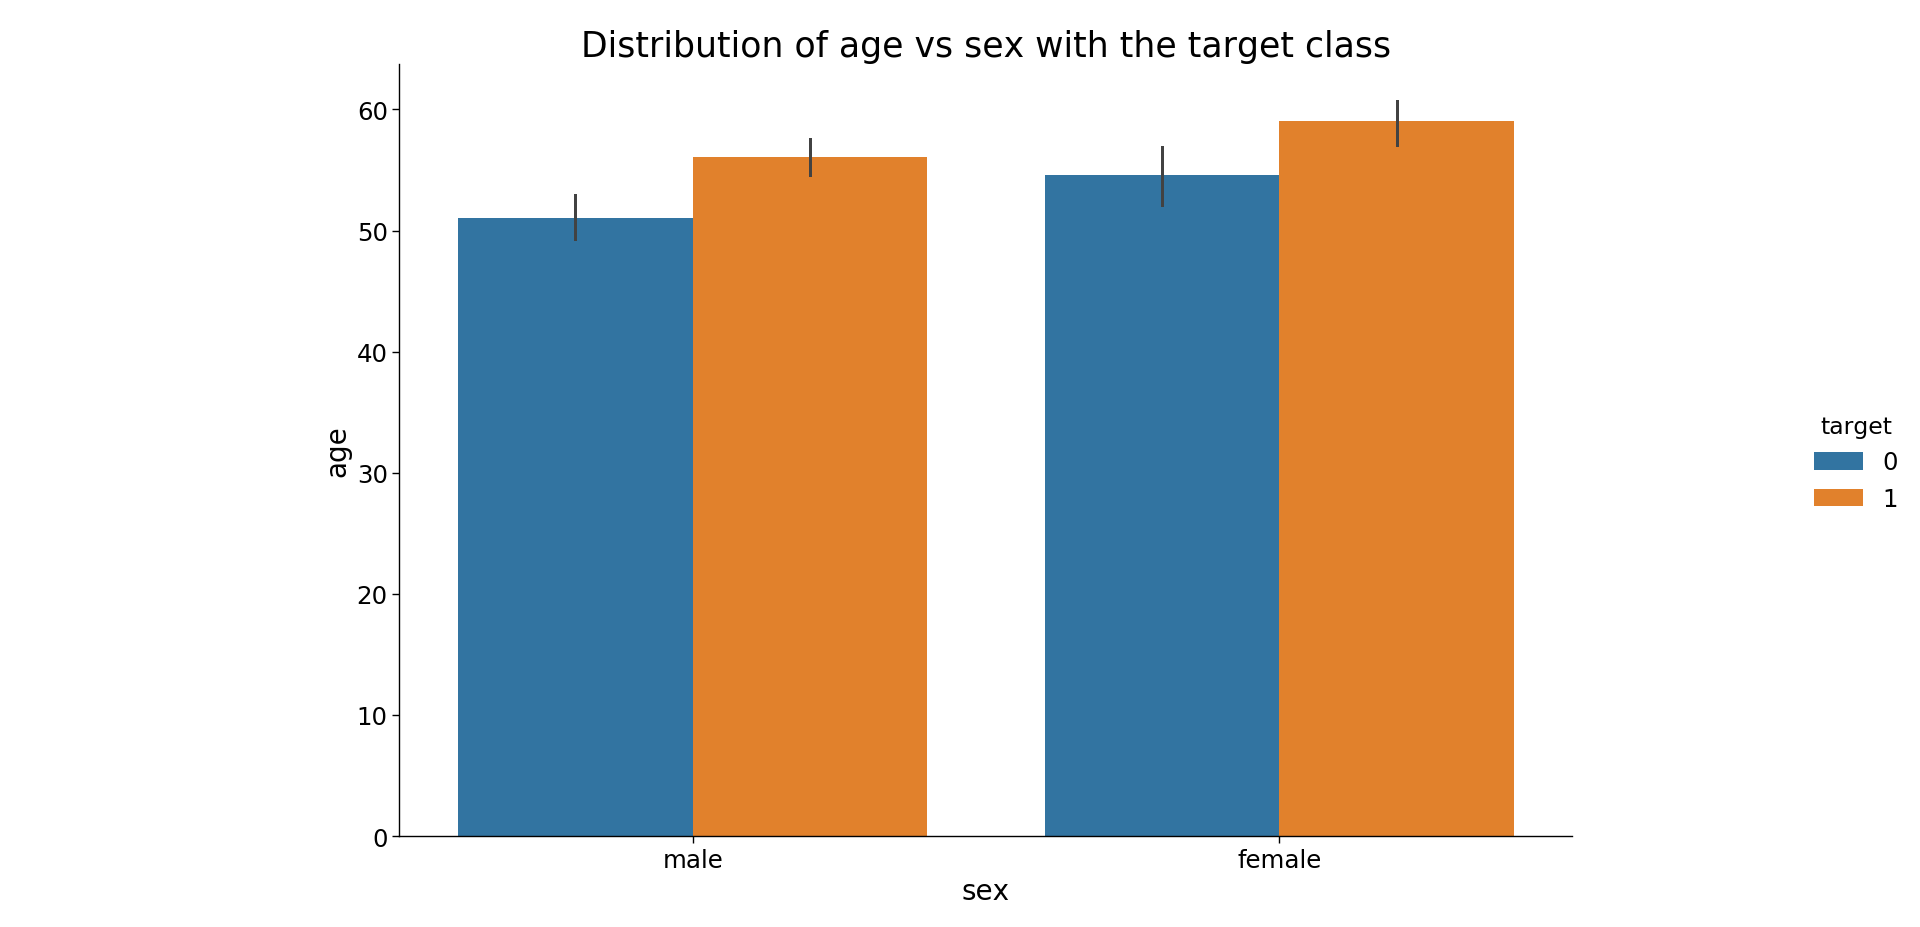 Distribution of age vs sex with the target class
60
50
40
30
20
10
0
age
male
female
sex
target
0
1